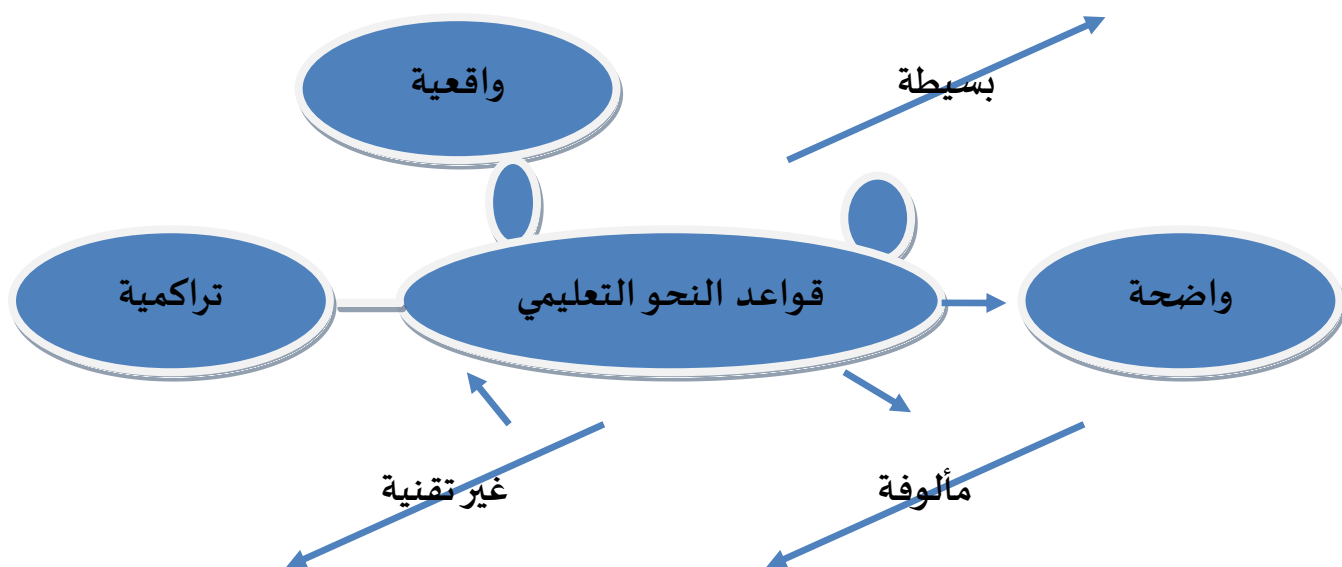 واقعية
بسيطة
واضحة
قواعد النحو التعليمي
تراكمية
مألوفة
غير تقنية